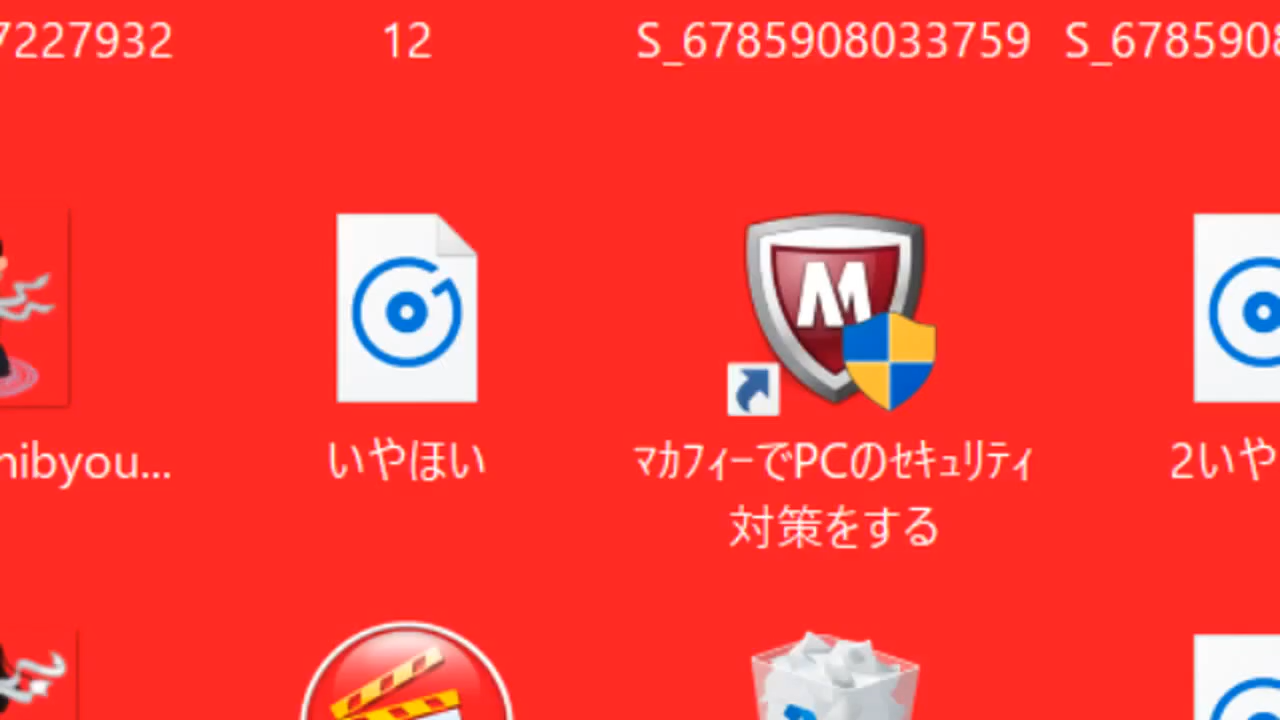 7227932
12
S_6785908033759
S_6785908
nibyou...
いやほい
ﾏｶﾌｨｰでPCのｾｷｭﾘﾃｨ
対策をする
2いや